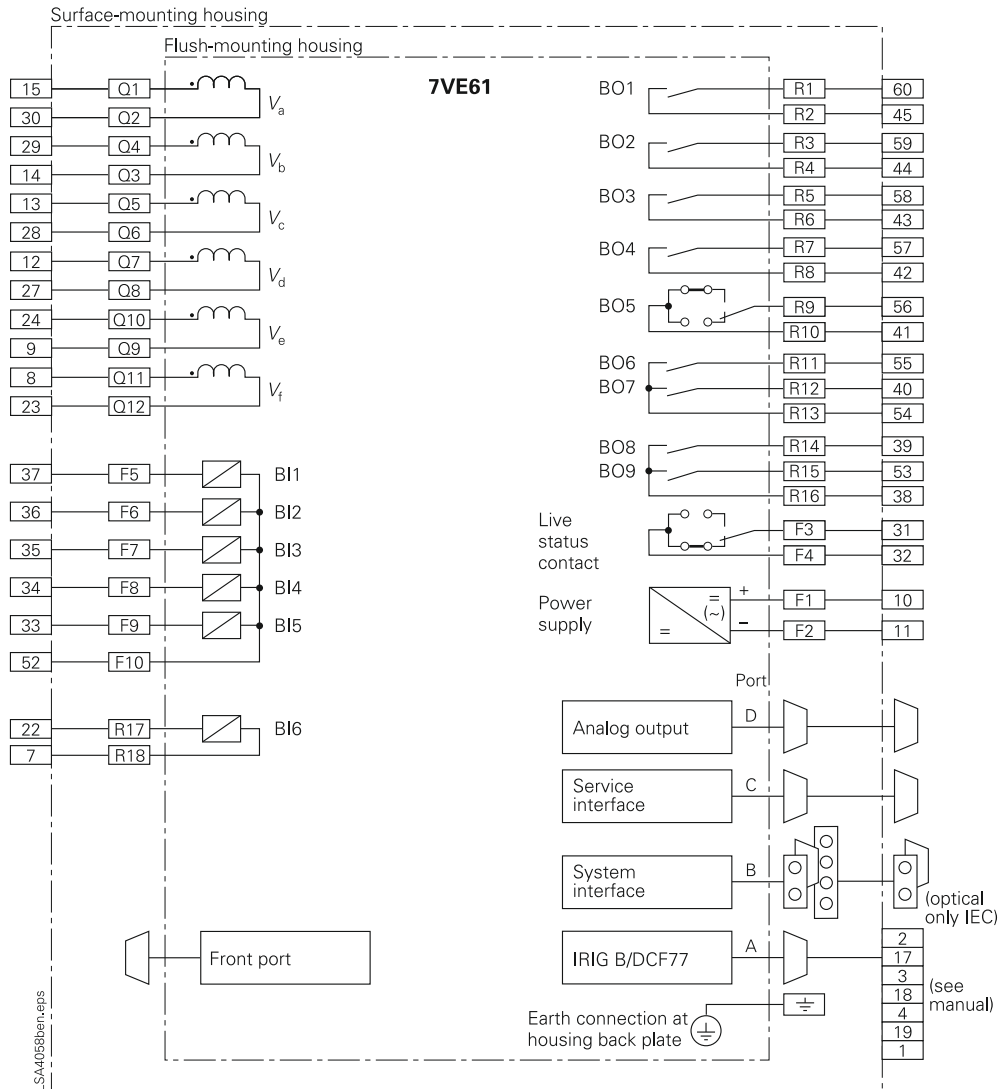 Surface-mounting housing
Flush-mounting housing
7VE61
15 Q1
30 Q2
Va
29 Q4
14 Q3
Vb
13 Q5
28 Q6
Vc
12 Q7
27 Q8
Vd
24 Q10
9 Q9
Ve
8 Q11
23 Q12
Vf
37 F5 BI1
36 F6 BI2
35 F7 BI3
34 F8 BI4
33 F9 BI5
52 F10
22 R17 BI6
7 R18
Front port
BO1 R1 60
R2 45
BO2 R3 59
R4 44
BO3 R5 58
R6 43
BO4 R7 57
R8 42
BO5 R9 56
R10 41
BO6 R11 55
BO7 R12 40
R13 54
BO8 R14 39
BO9 R15 53
R16 38
Live
status
contact
F3 31
F4 32
Power
supply
= (~) =
+ F1 10
− F2 11
Port
Analog output D
Service
interface
C
System
interface
B
(optical
only IEC)
IRIG B/DCF77 A
2
17
3
18
4
19
1
(see
manual)
Earth connection at
housing back plate
_SA4058ben.eps